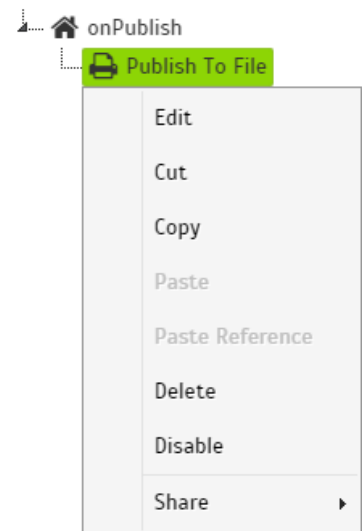 onPublish
Publish To File
Edit
Cut
Copy
Paste
Paste Reference
Delete
Disable
Share